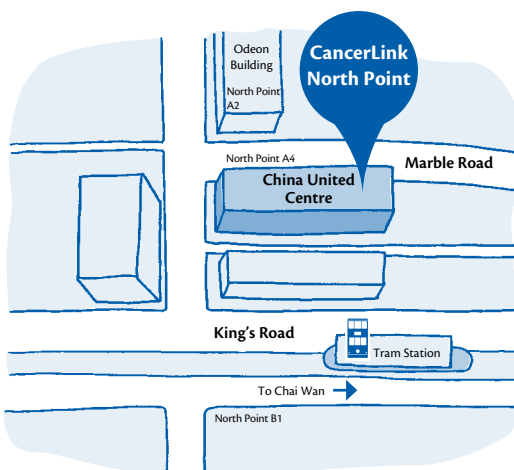 Odeon
Building
North Point
A2
CancerLink
North Point
North Point A4
Marble Road
China United
Centre
King's Road
Tram Station
To Chai Wan
North Point B1